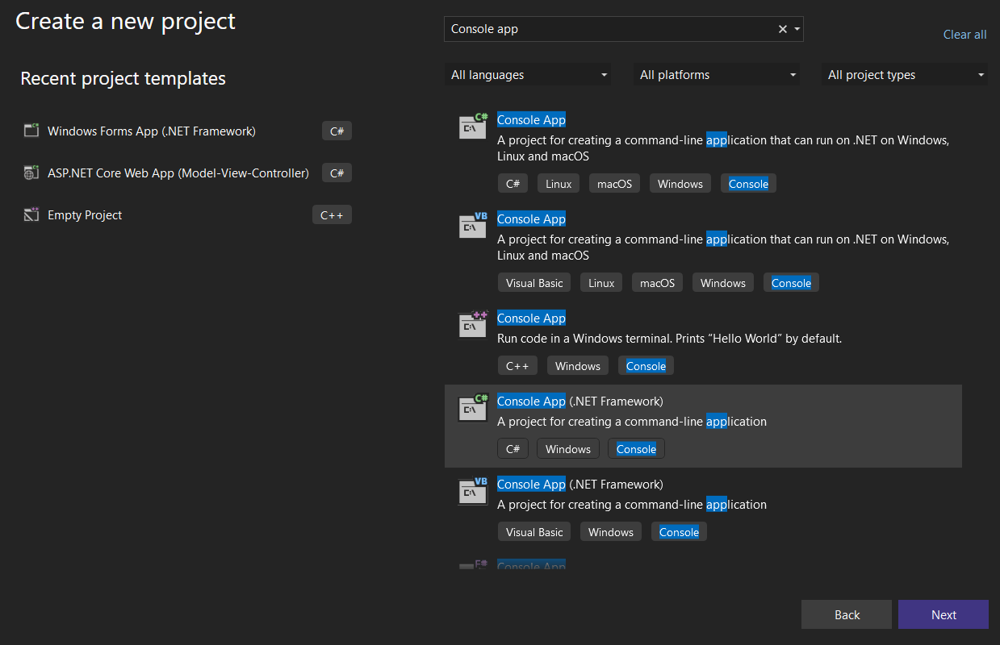 Create a new project
Console app
Clear all
Recent project templates
All languages
All platforms
All project types
Windows Forms App (.NET Framework)
C#
ASP.NET Core Web App (Model-View-Controller)
C#
Empty Project
C++
C#
C:\
Console App
A project for creating a command-line application that can run on .NET on Windows,
Linux and macOS
C#
Linux
macOS
Windows
Console
VB
C:\
Console App
A project for creating a command-line application that can run on .NET on Windows,
Linux and macOS
Visual Basic
Linux
macOS
Windows
Console
++
C:\
Console App
Run code in a Windows terminal. Prints “Hello World” by default.
C++
Windows
Console
C#
C:\
Console App (.NET Framework)
A project for creating a command-line application
C#
Windows
Console
VB
C:\
Console App (.NET Framework)
A project for creating a command-line application
Visual Basic
Windows
Console
F#
Console App
Back
Next